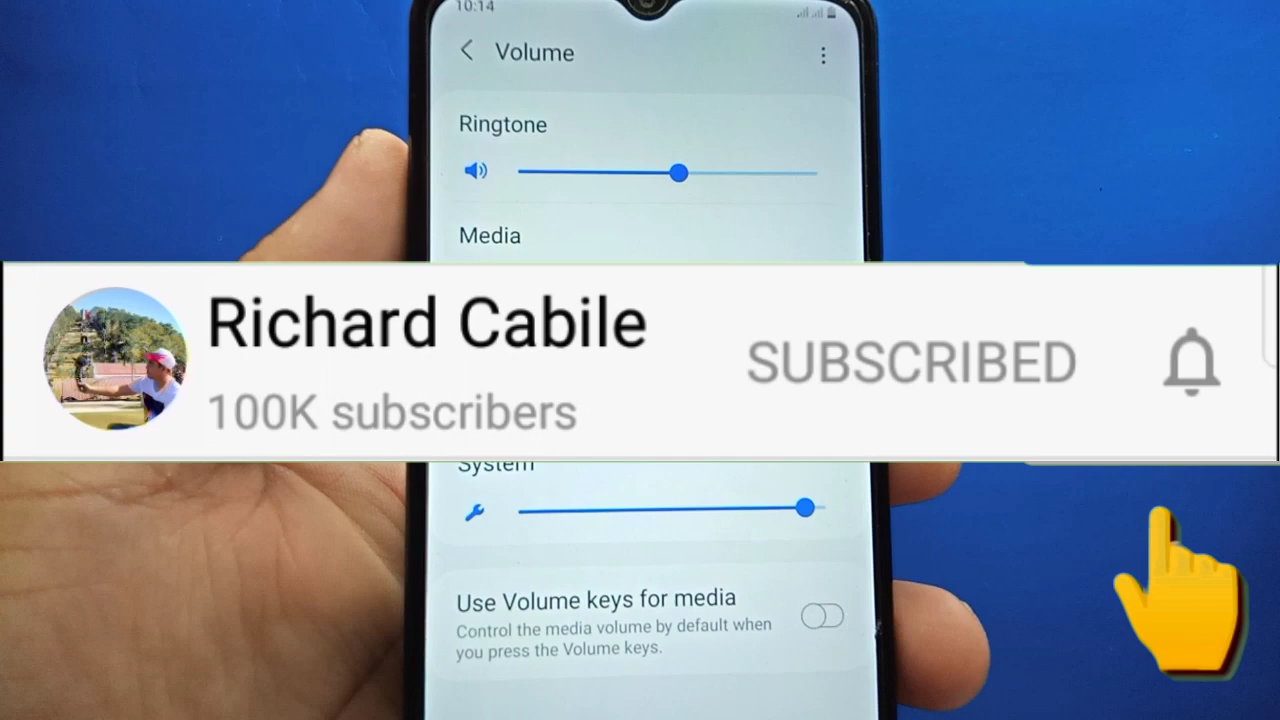 10:14
Volume
Ringtone
Media
Richard Cabile
100K subscribers
SUBSCRIBED
System
Use Volume keys for media
Control the media volume by default when
you press the Volume keys.